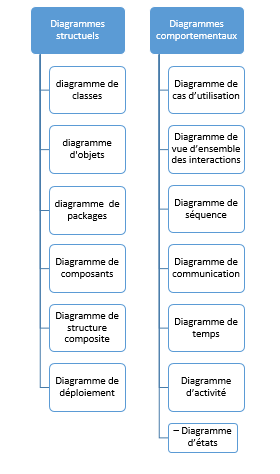 Diagrammes
structuels
diagramme de
classes
diagramme
d'objets
diagramme de
packages
Diagramme de
composants
Diagramme de
structure
composite
Diagramme de
déploiement
Diagrammes
comportementaux
Diagramme de
cas d'utilisation
Diagramme de
vue d'ensemble
des interactions
Diagramme de
séquence
Diagramme de
communication
Diagramme de
temps
Diagramme
d'activité
– Diagramme
d'états